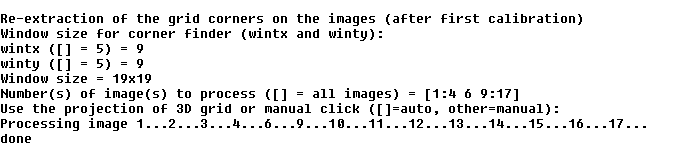 Re-extraction of the grid corners on the images (after first calibration)
Window size for corner finder (wintx and winty):
wintx ([] = 5) = 9
winty ([] = 5) = 9
Window size = 19x19
Number(s) of image(s) to process ([] = all images) = [1:4 6 9:17]
Use the projection of 3D grid or manual click ([]=auto, other=manual):
Processing image 1...2...3...4...6...9...10...11...12...13...14...15...16...17...
done